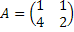 A = (1 1
4 2)